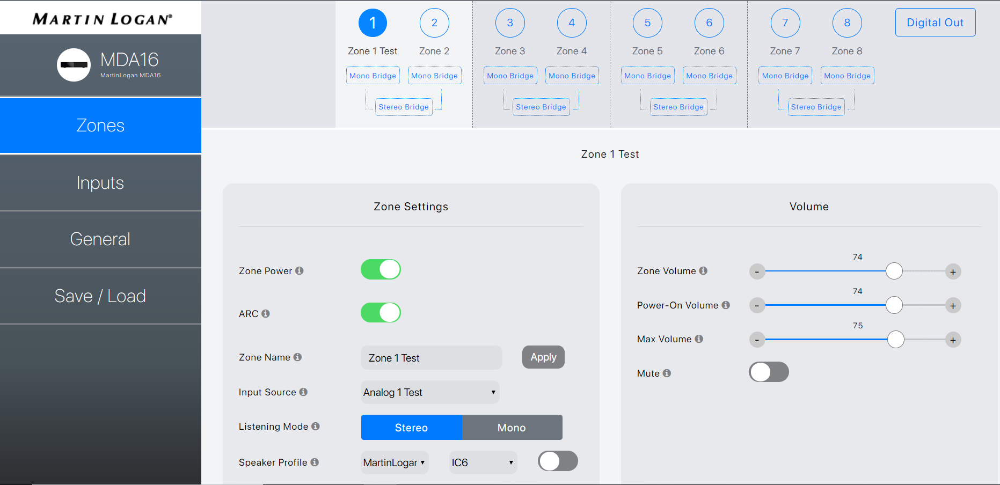 MARTIN LOGAN®
MDA16
MartinLogan MDA16
Zones
Inputs
General
Save / Load
1 2 3 4 5 6 7 8 Digital Out
Zone 1 Test Zone 2 Zone 3 Zone 4 Zone 5 Zone 6 Zone 7 Zone 8
Mono Bridge Mono Bridge Mono Bridge Mono Bridge Mono Bridge Mono Bridge Mono Bridge Mono Bridge
Stereo Bridge Stereo Bridge Stereo Bridge Stereo Bridge
Zone 1 Test
Zone Settings
Zone Power
ARC
Zone Name Zone 1 Test Apply
Input Source Analog 1 Test
Listening Mode Stereo Mono
Speaker Profile MartinLogar IC6
Volume
74
Zone Volume - +
74
Power-On Volume - +
75
Max Volume - +
Mute